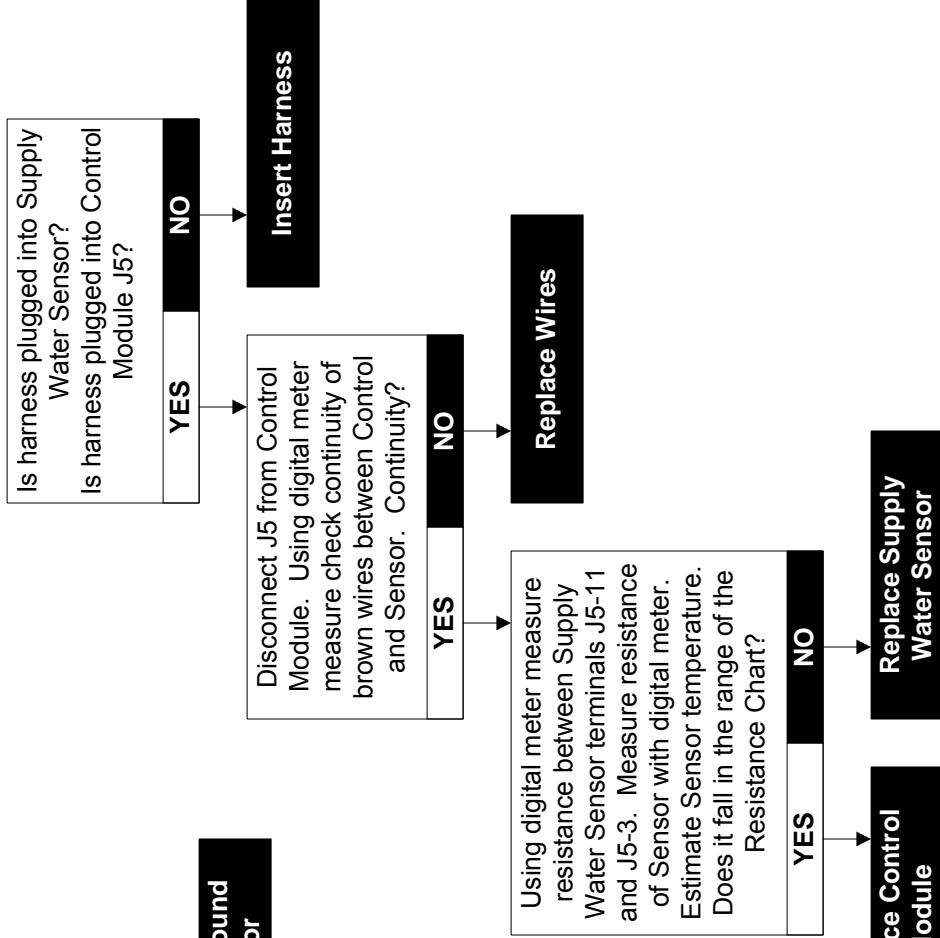 Is harness plugged into Supply
Water Sensor?
Is harness plugged into Control
Module J5?
YES
NO
Insert Harness
Disconnect J5 from Control
Module. Using digital meter
measure check continuity of
brown wires between Control
and Sensor. Continuity?
YES
NO
Replace Wires
Using digital meter measure
resistance between Supply
Water Sensor terminals J5-11
and J5-3. Measure resistance
of Sensor with digital meter.
Estimate Sensor temperature.
Does it fall in the range of the
Resistance Chart?
YES
NO
Replace Supply
Water Sensor
Control